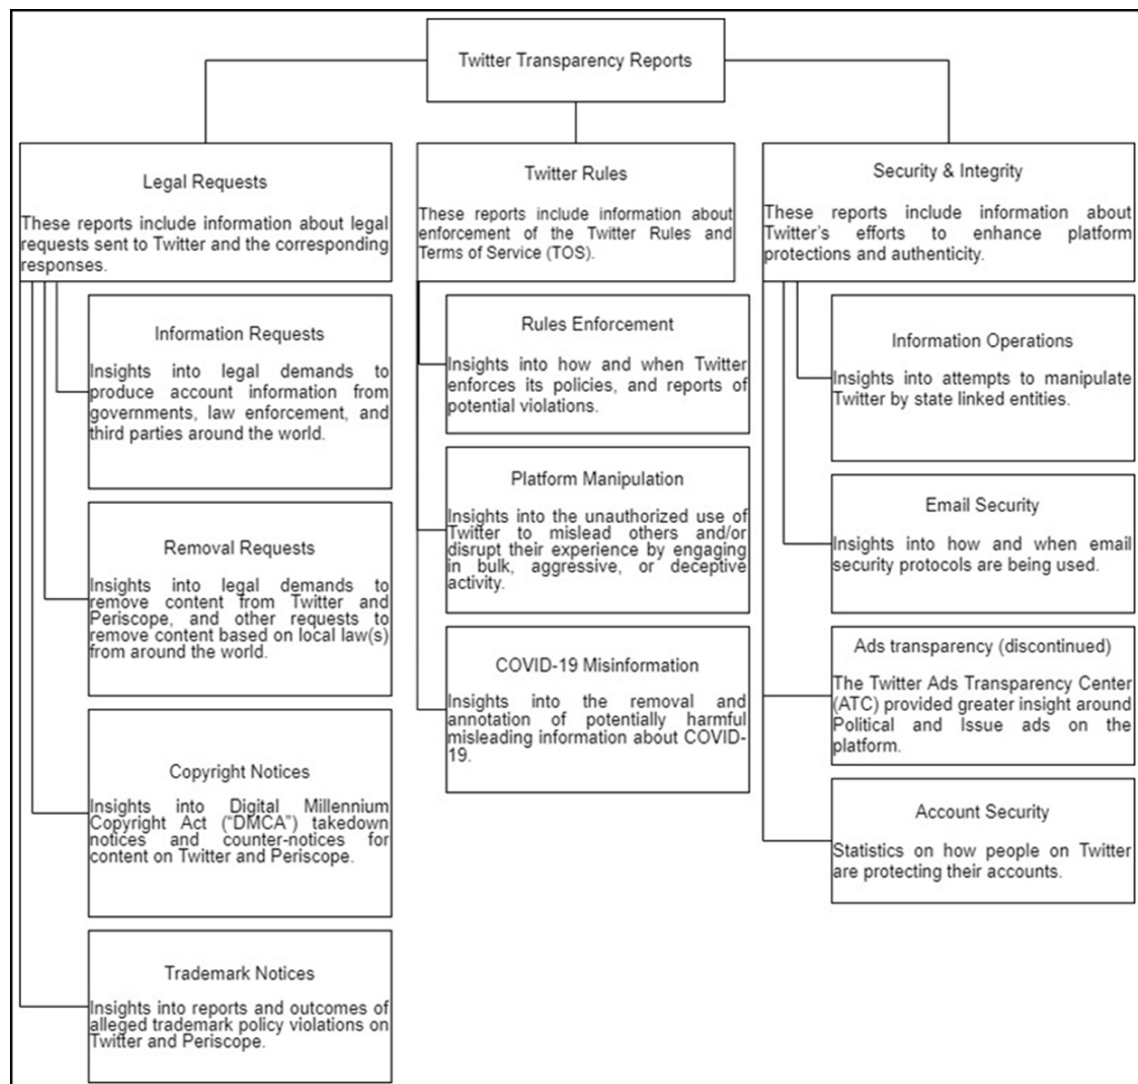 Twitter Transparency Reports
Legal Requests
These reports include information about legal
requests sent to Twitter and the corresponding
responses.
Information Requests
Insights into legal demands to
produce account information from
governments, law enforcement, and
third parties around the world.
Removal Requests
Insights into legal demands to
remove content from Twitter and
Periscope, and other requests to
remove content based on local law(s)
from around the world.
Copyright Notices
Insights into Digital Millennium
Copyright Act (“DMCA”) takedown
notices and counter-notices for
content on Twitter and Periscope.
Trademark Notices
Insights into reports and outcomes of
alleged trademark policy violations on
Twitter and Periscope.
Twitter Rules
These reports include information about
enforcement of the Twitter Rules and
Terms of Service (TOS).
Rules Enforcement
Insights into how and when Twitter
enforces its policies, and reports of
potential violations.
Platform Manipulation
Insights into the unauthorized use of
Twitter to mislead others and/or
disrupt their experience by engaging
in bulk, aggressive, or deceptive
activity.
COVID-19 Misinformation
Insights into the removal and
annotation of potentially harmful
misleading information about COVID-
19.
Security & Integrity
These reports include information about
Twitter’s efforts to enhance platform
protections and authenticity.
Information Operations
Insights into attempts to manipulate
Twitter by state linked entities.
Email Security
Insights into how and when email
security protocols are being used.
Ads transparency (discontinued)
The Twitter Ads Transparency Center
(ATC) provided greater insight around
Political and Issue ads on the
platform.
Account Security
Statistics on how people on Twitter
are protecting their accounts.